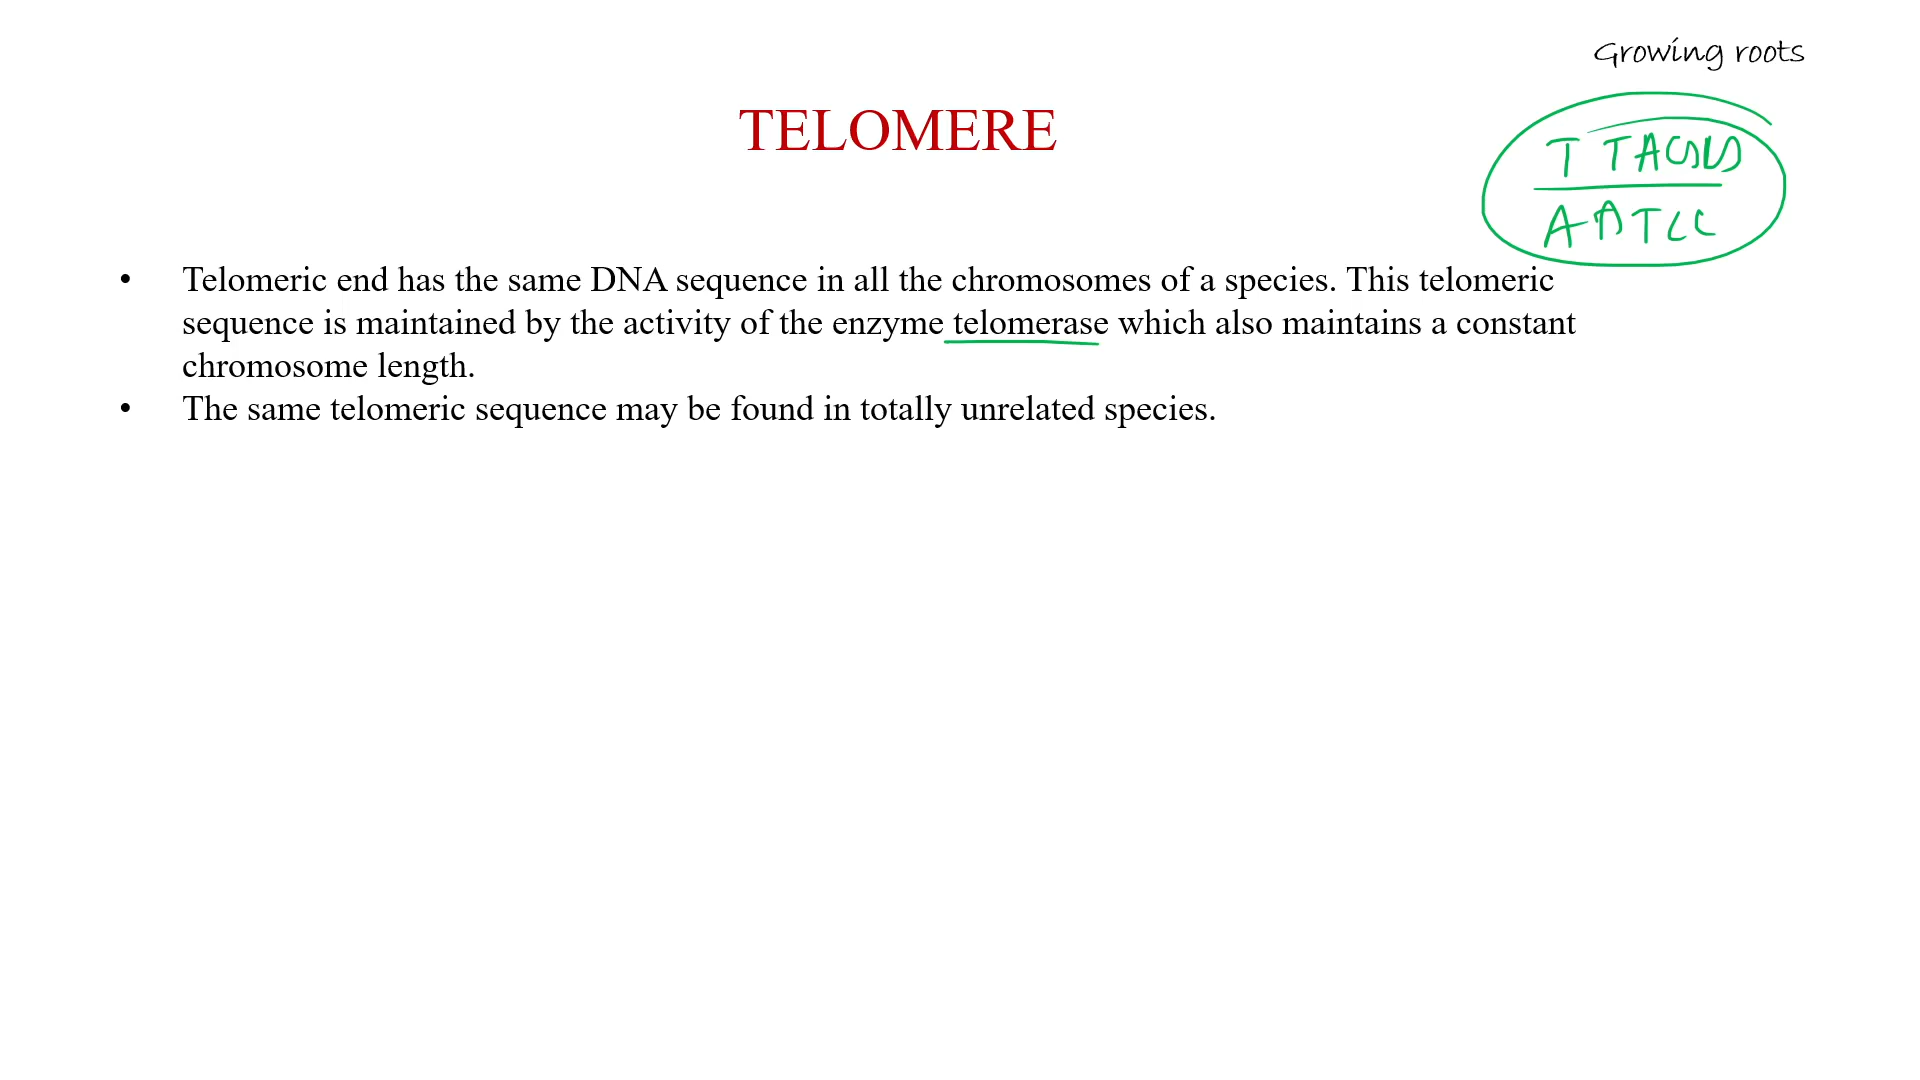 Growing roots
TELOMERE
T TAGG
AATCC
• Telomeric end has the same DNA sequence in all the chromosomes of a species. This telomeric
sequence is maintained by the activity of the enzyme telomerase which also maintains a constant
chromosome length.
• The same telomeric sequence may be found in totally unrelated species.